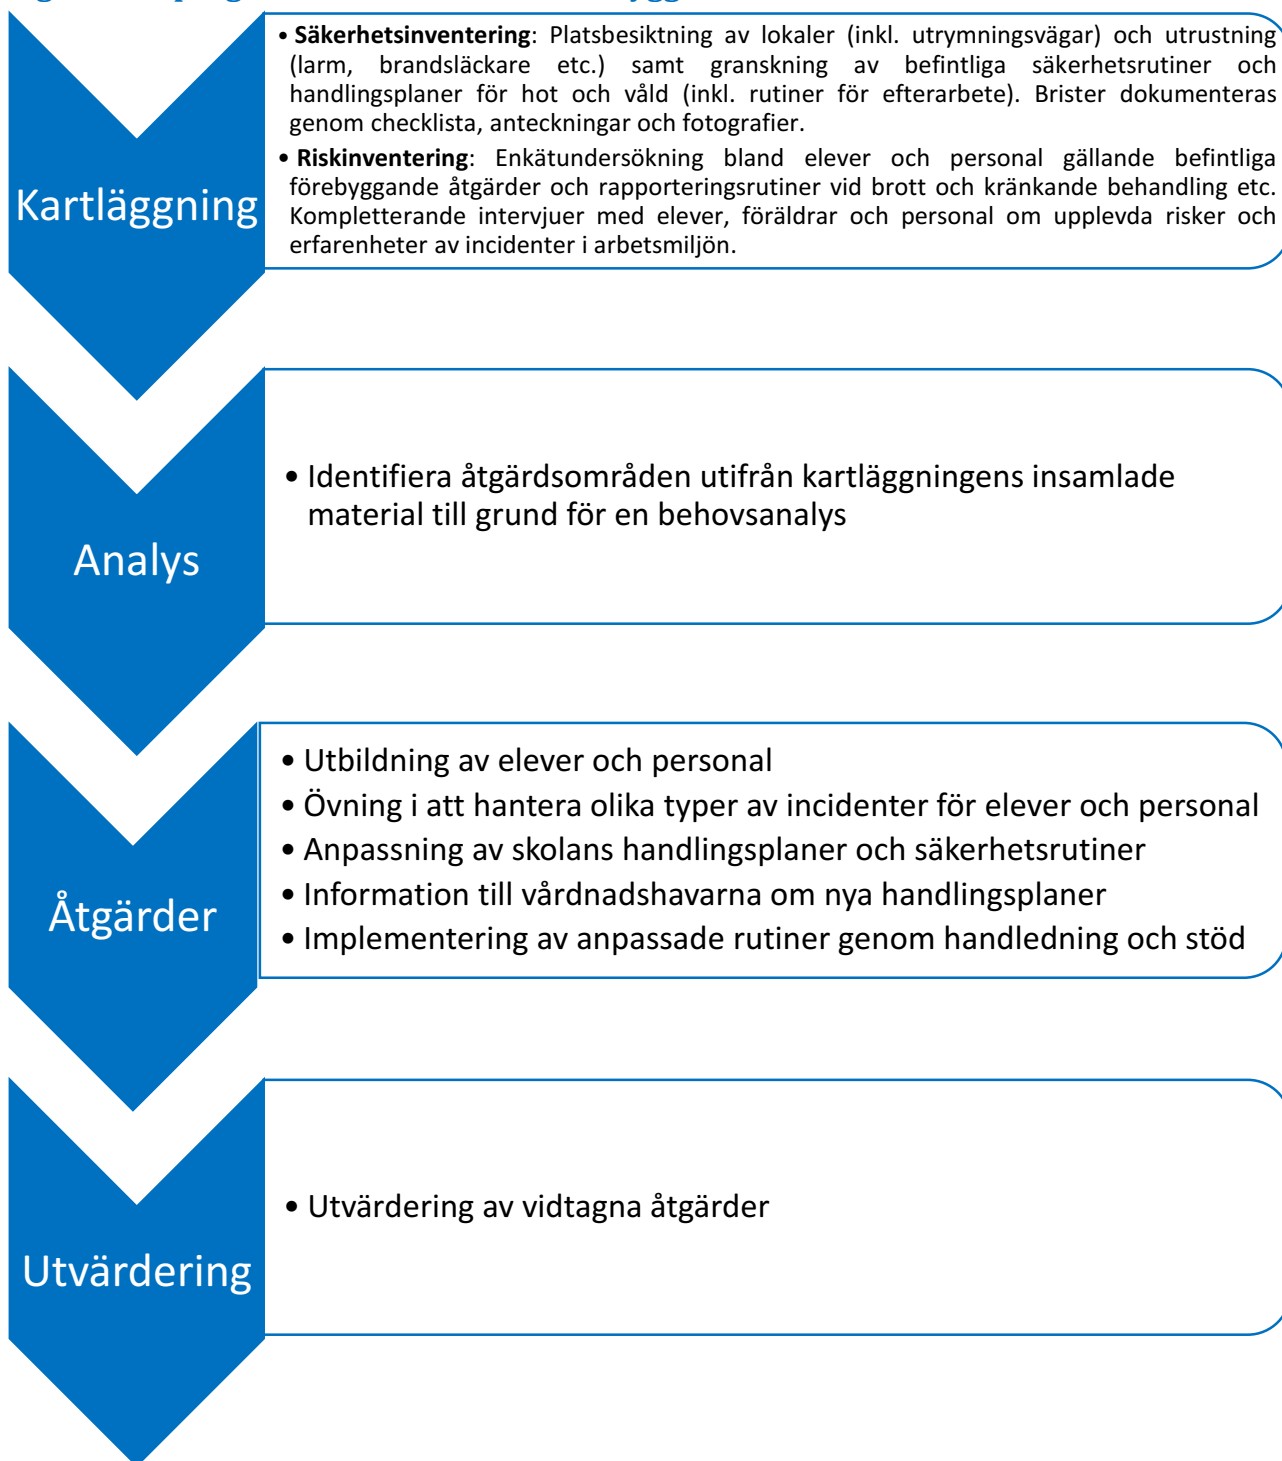 Kartläggning
• Säkerhetsinventering: Platsbesiktning av lokaler (inkl. utrymningsvägar) och utrustning
(larm, brandsläckare etc.) samt granskning av befintliga säkerhetsrutiner och
handlingsplaner för hot och våld (inkl. rutiner för efterarbete). Brister dokumenteras
genom checklista, anteckningar och fotografier.
• Riskinventering: Enkätundersökning bland elever och personal gällande befintliga
förebyggande åtgärder och rapporteringsrutiner vid brott och kränkande behandling etc.
Kompletterande intervjuer med elever, föräldrar och personal om upplevda risker och
erfarenheter av incidenter i arbetsmiljön.
Analys
• Identifiera åtgärdsområden utifrån kartläggningens insamlade
material till grund för en behovsanalys
Åtgärder
• Utbildning av elever och personal
• Övning i att hantera olika typer av incidenter för elever och personal
• Anpassning av skolans handlingsplaner och säkerhetsrutiner
• Information till vårdnadshavarna om nya handlingsplaner
• Implementering av anpassade rutiner genom handledning och stöd
Utvärdering
• Utvärdering av vidtagna åtgärder